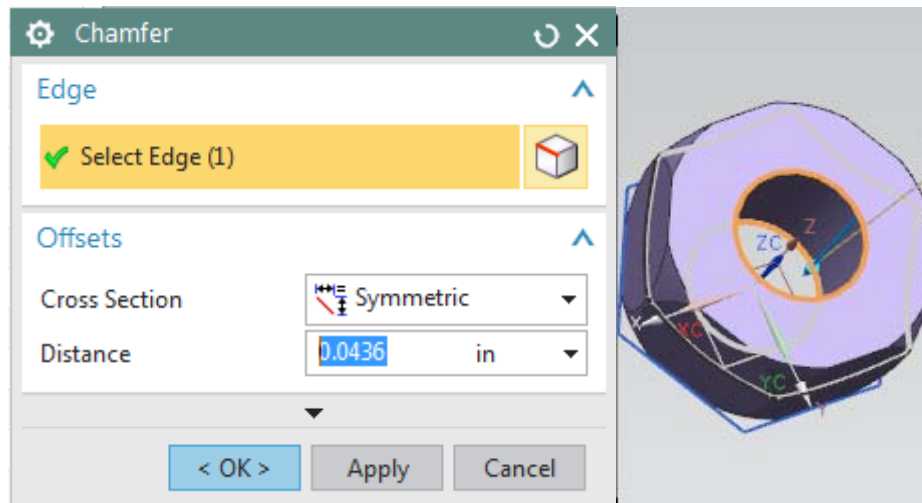 Chamfer
Edge
Select Edge (1)
Offsets
Cross Section
Symmetric
Distance
0.0436
in
< OK >
Apply
Cancel
Z
ZC
X
XC
YC
Y